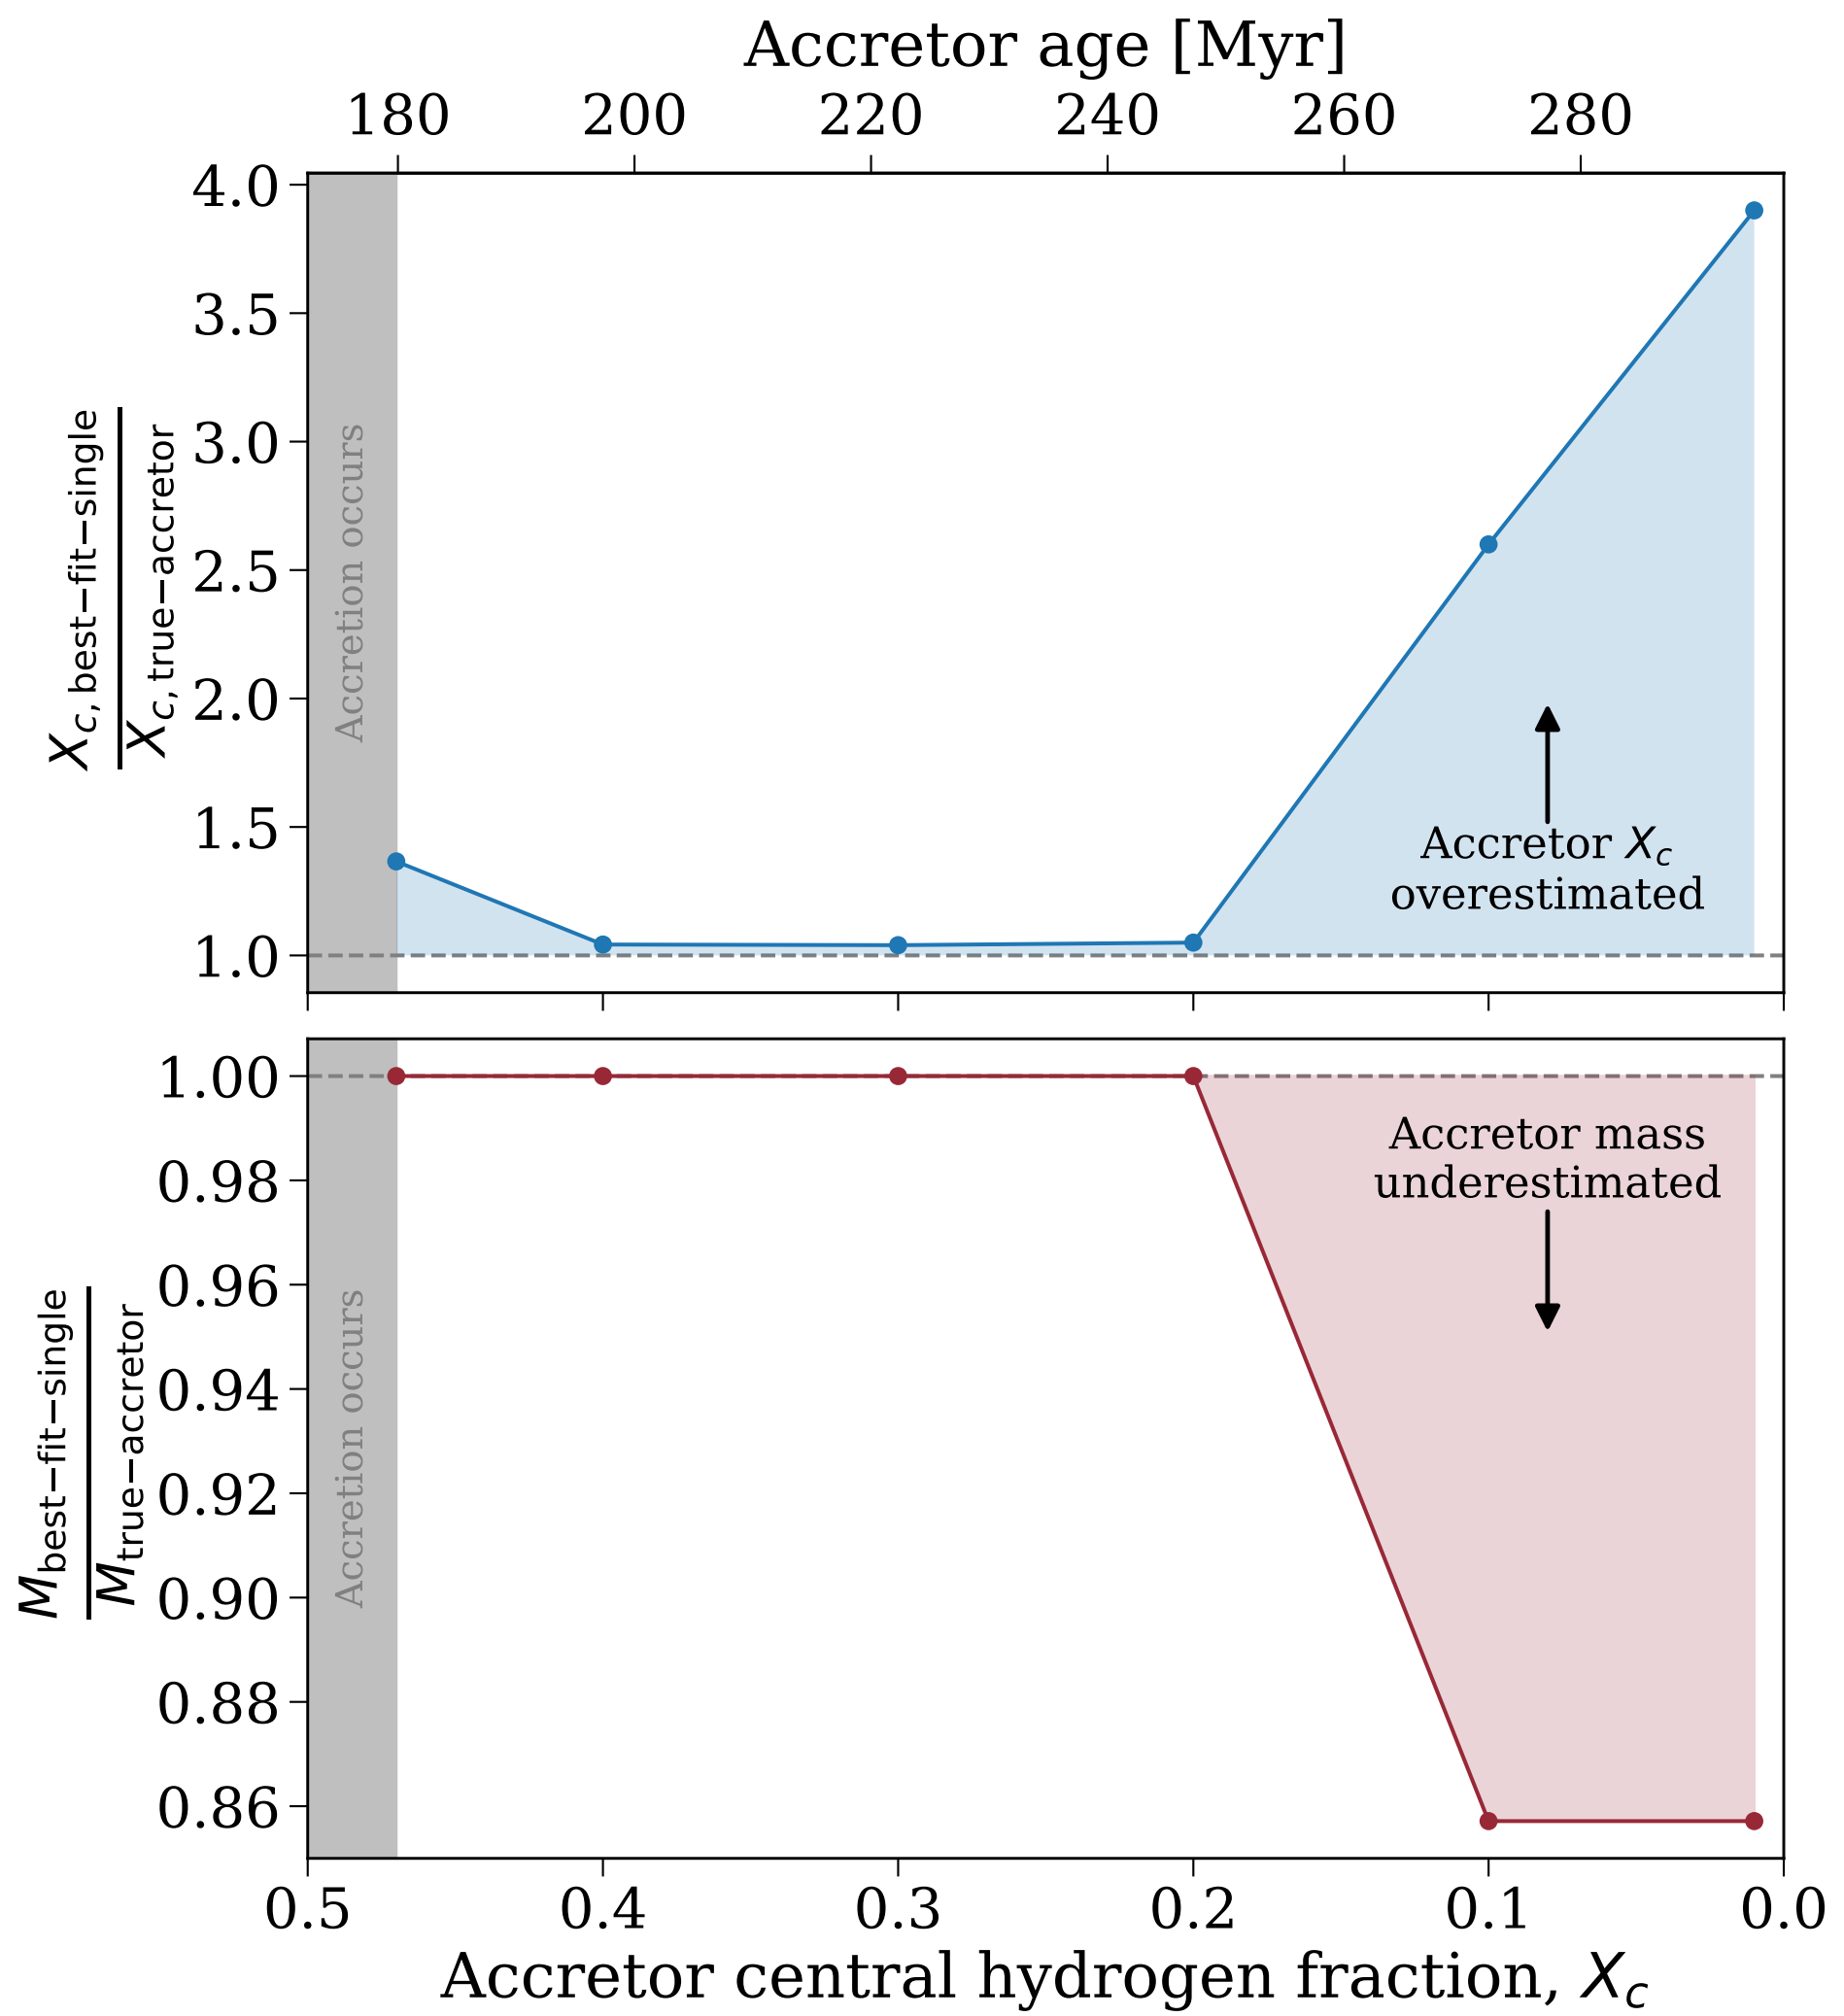 Accretor age [Myr]
180 200 220 240 260 280
4.0
3.5
3.0
2.5
2.0
1.5
1.0
X_c, best−fit−single
X_c, true−accretor
Accretion occurs
Accretor X_c
overestimated
1.00
0.98
0.96
0.94
0.92
0.90
0.88
0.86
M_best−fit−single
M_true−accretor
Accretion occurs
Accretor mass
underestimated
0.5 0.4 0.3 0.2 0.1 0.0
Accretor central hydrogen fraction, X_c